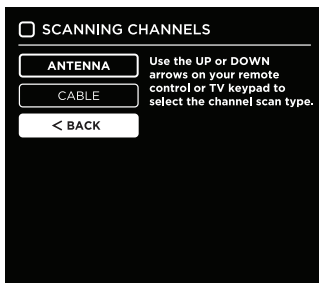 SCANNING CHANNELS
ANTENNA
CABLE
< BACK
Use the UP or DOWN
arrows on your remote
control or TV keypad to
select the channel scan type.